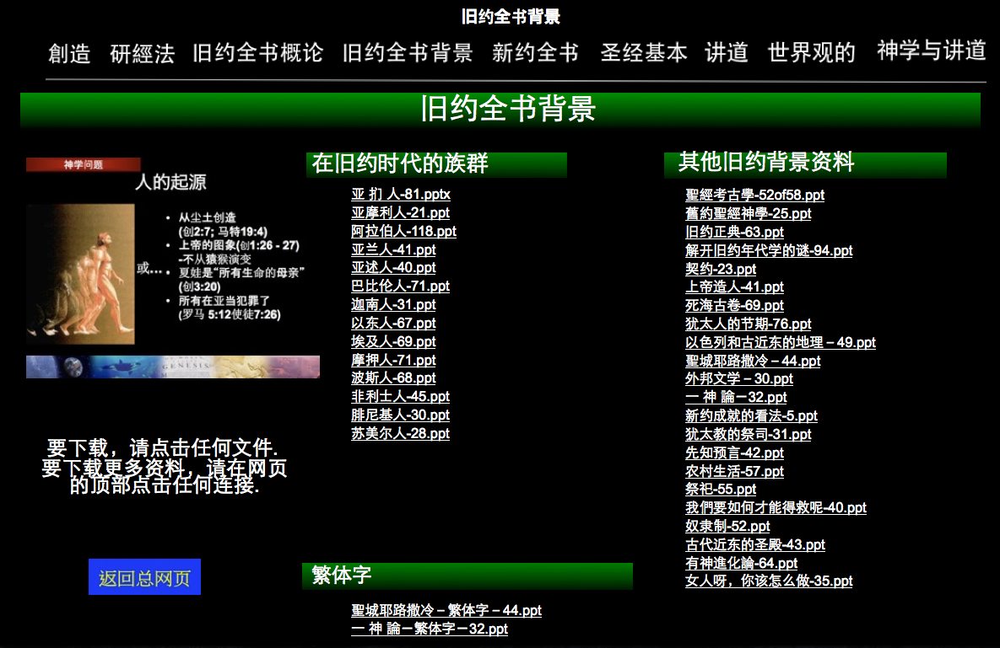 旧约全书背景
創造 研經法 旧约全书概论 旧约全书背景 新约全书 圣经基本 讲道 世界观的 神学与讲道
旧约全书背景
神学问题
人的起源
• 从尘土创造
(创2:7; 马特19:4)
• 上帝的图象(创1:26 - 27)
-不从猿猴演变
或...
• 夏娃是“所有生命的母亲”
(创3:20)
• 所有在亚当犯罪了
(罗马 5:12使徒7:26)
GENESIS
要下载，请点击任何文件.
要下载更多资料，请在网页
的顶部点击任何连接.
返回总网页
在旧约时代的族群
亚 扪 人-81.pptx
亚摩利人-21.ppt
阿拉伯人-118.ppt
亚兰人-41.ppt
亚述人-40.ppt
巴比伦人-71.ppt
迦南人-31.ppt
以东人-67.ppt
埃及人-69.ppt
摩押人-71.ppt
波斯人-68.ppt
非利士人-45.ppt
腓尼基人-30.ppt
苏美尔人-28.ppt
繁体字
聖城耶路撒冷 – 繁体字 – 44.ppt
一 神 論－繁体字－32.ppt
其他旧约背景资料
聖經考古學-52of58.ppt
舊約聖經神學-25.ppt
旧约正典-63.ppt
解开旧约年代学的谜-94.ppt
契约-23.ppt
上帝造人-41.ppt
死海古卷-69.ppt
犹太人的节期-76.ppt
以色列和古近东的地理 – 49.ppt
聖城耶路撒冷 – 44.ppt
外邦文学 – 30.ppt
一 神 論－32.ppt
新约成就的看法-5.ppt
犹太教的祭司-31.ppt
先知预言-42.ppt
农村生活-57.ppt
祭祀-55.ppt
我們要如何才能得救呢-40.ppt
奴隶制-52.ppt
古代近东的圣殿-43.ppt
有神進化論-64.ppt
女人呀，你该怎么做-35.ppt